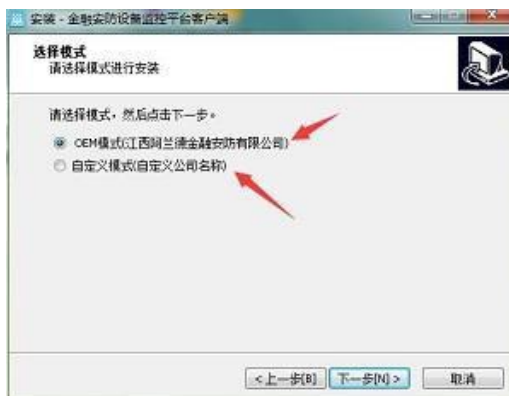 安装 - 金融安防设备监控平台客户端
选择模式
请选择模式进行安装
请选择模式，然后点击下一步。
OEM模式(江西阿兰德金融安防有限公司)
自定义模式(自定义公司名称)
<上一步[B]
下一步[N] >
取消